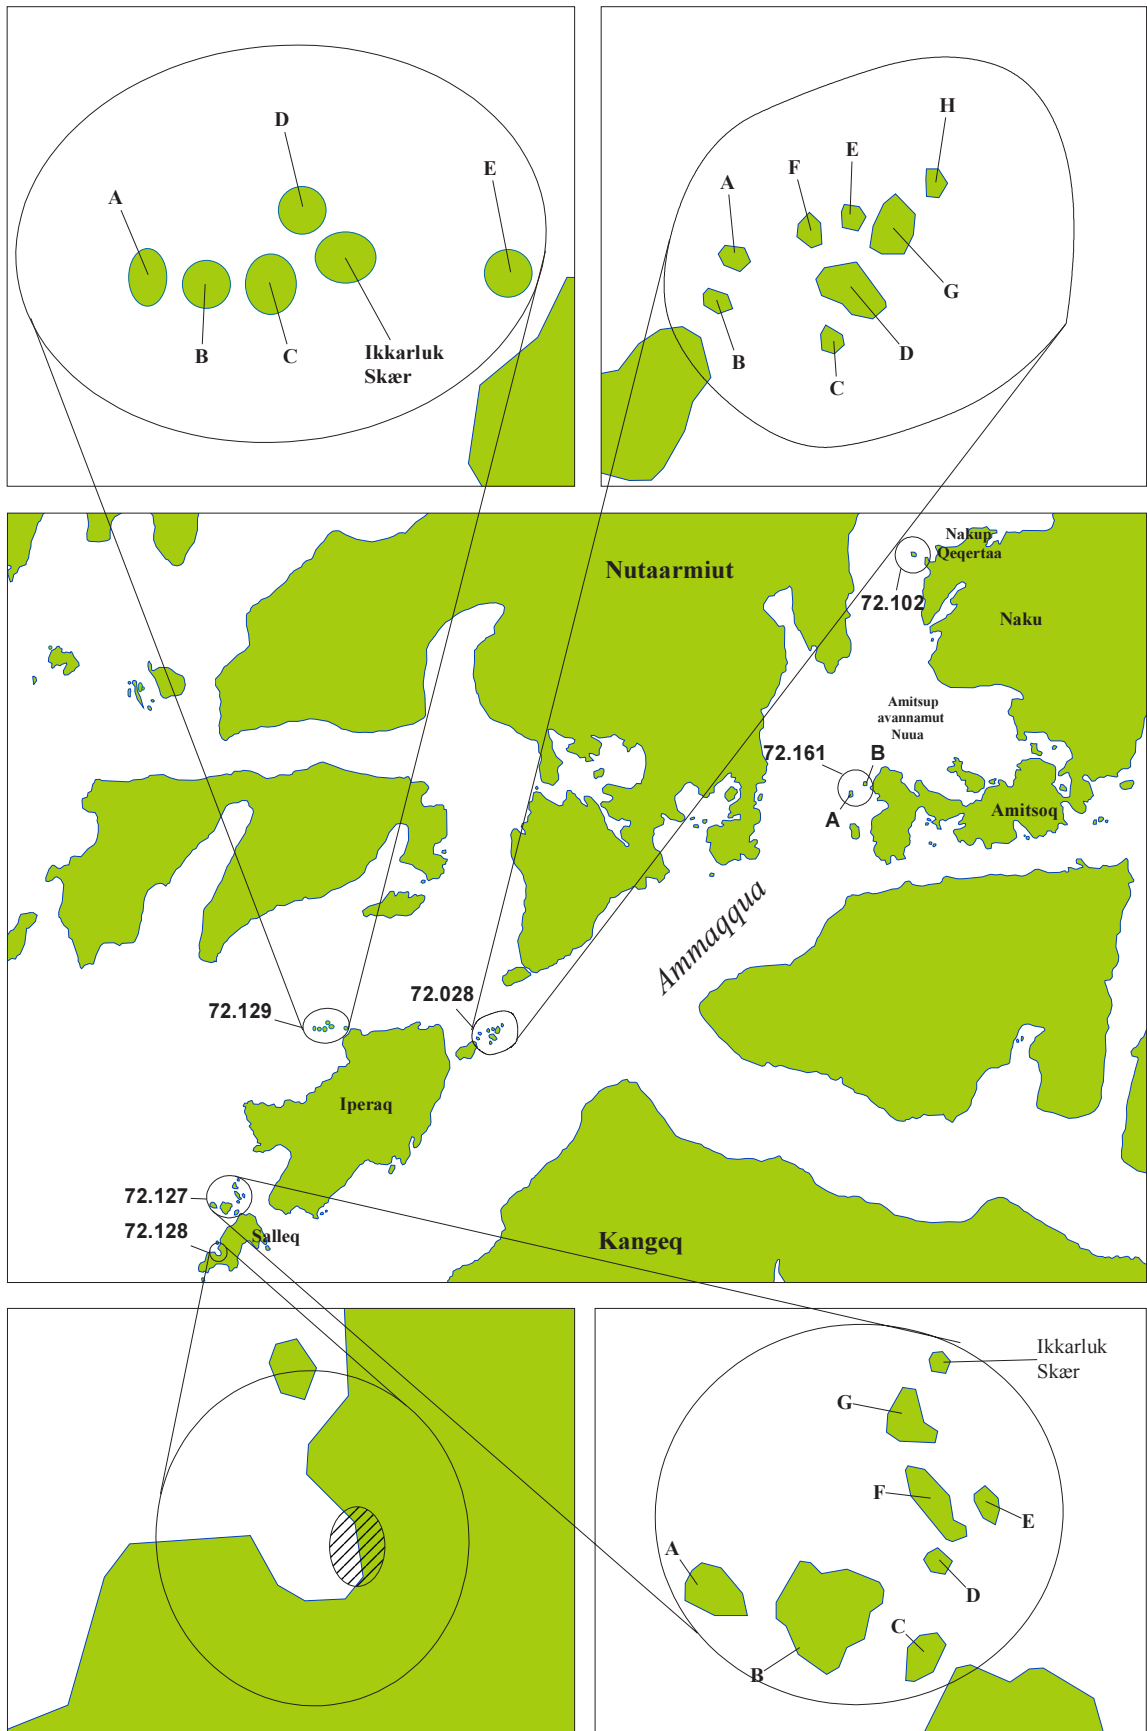 D
A
E
B
C
Ikkarluk
Skær
H
E
F
A
G
B
D
C
Nutaarmiut
Nakup
Qeqertaa
72.102
Naku
Amitsup
avannamut
Nuua
72.161
B
A
Amitsoq
Ammaqqua
72.129
72.028
Iperaq
72.127
72.128
Salleq
Kangeq
Ikkarluk
Skær
G
F
E
A
D
C
B